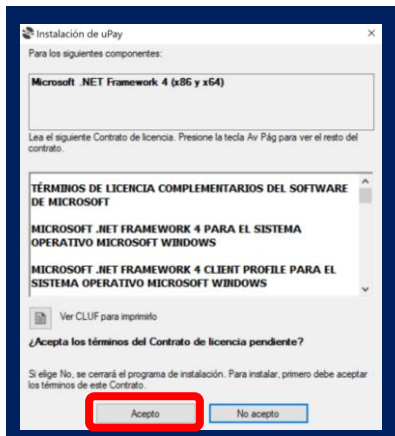 Instalación de uPay
Para los siguientes componentes:
Microsoft .NET Framework 4 (x86 y x64)
Lea el siguiente Contrato de licencia. Presione la tecla Av Pág para ver el resto del
contrato.
TÉRMINOS DE LICENCIA COMPLEMENTARIOS DEL SOFTWARE
DE MICROSOFT
MICROSOFT .NET FRAMEWORK 4 PARA EL SISTEMA
OPERATIVO MICROSOFT WINDOWS
MICROSOFT .NET FRAMEWORK 4 CLIENT PROFILE PARA EL
SISTEMA OPERATIVO MICROSOFT WINDOWS
Ver CLUF para imprimirlo
¿Acepta los términos del Contrato de licencia pendiente?
Si elige No, se cerrará el programa de instalación. Para instalar, primero debe aceptar
los términos de este Contrato.
Acepto
No acepto